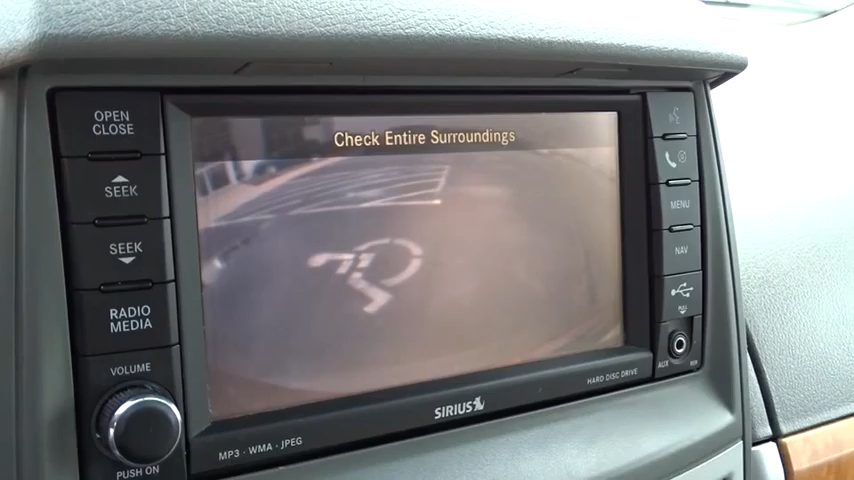 OPEN
CLOSE
SEEK
SEEK
RADIO
MEDIA
VOLUME
PUSH ON
Check Entire Surroundings
MP3 · WMA · JPEG
SIRIUS
HARD DISC DRIVE
MENU
NAV
PULL
AUX